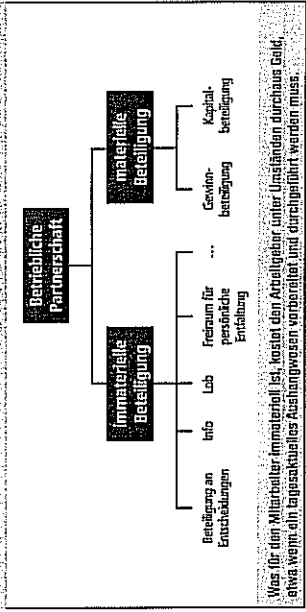 Betriebliche
Partnerschaft
Immaterielle
Beteiligung
materielle
Beteiligung
Beteiligung an
Entscheidungen
Info
Lob
Freiraum für
persönliche
Entfaltung
...
Gewinn-
beteiligung
Kapital-
beteiligung
Was für den Mitarbeiter immateriell ist, kostet den Arbeitgeber unter Umständen durchaus Geld,
etwa wenn ein tagesaktuelles Aushangwesen vorbereitet und durchgeführt werden muss.